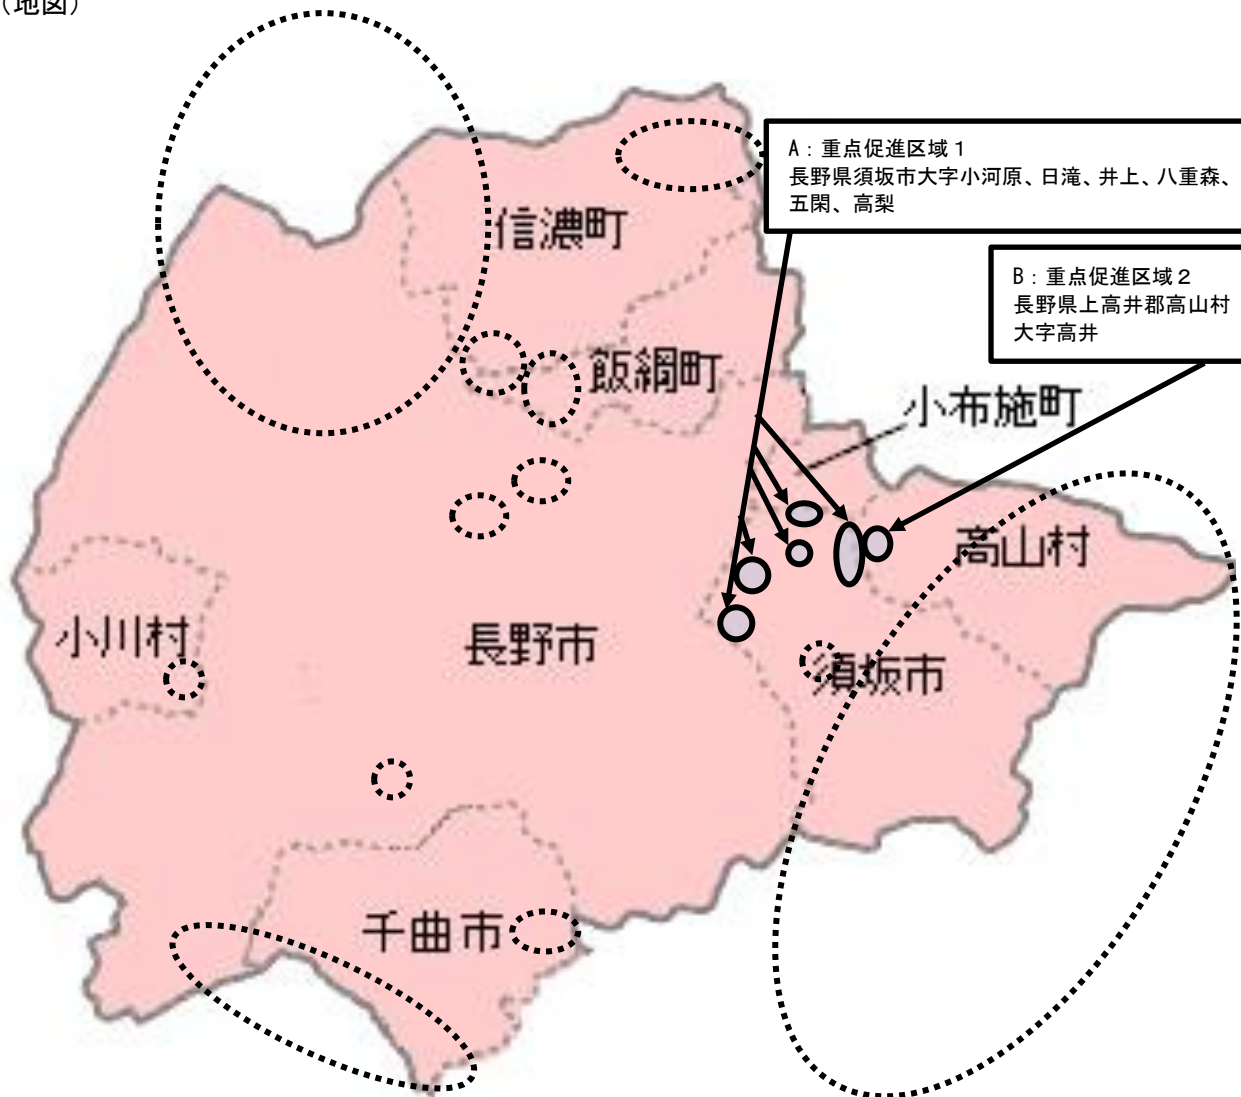 （地図）
A：重点促進区域１
長野県須坂市大字小河原、日滝、井上、八重森、
五閑、高梨
信濃町
B：重点促進区域２
長野県上高井郡高山村
大字高井
飯綱町
小布施町
高山村
小川村
長野市
須坂市
千曲市